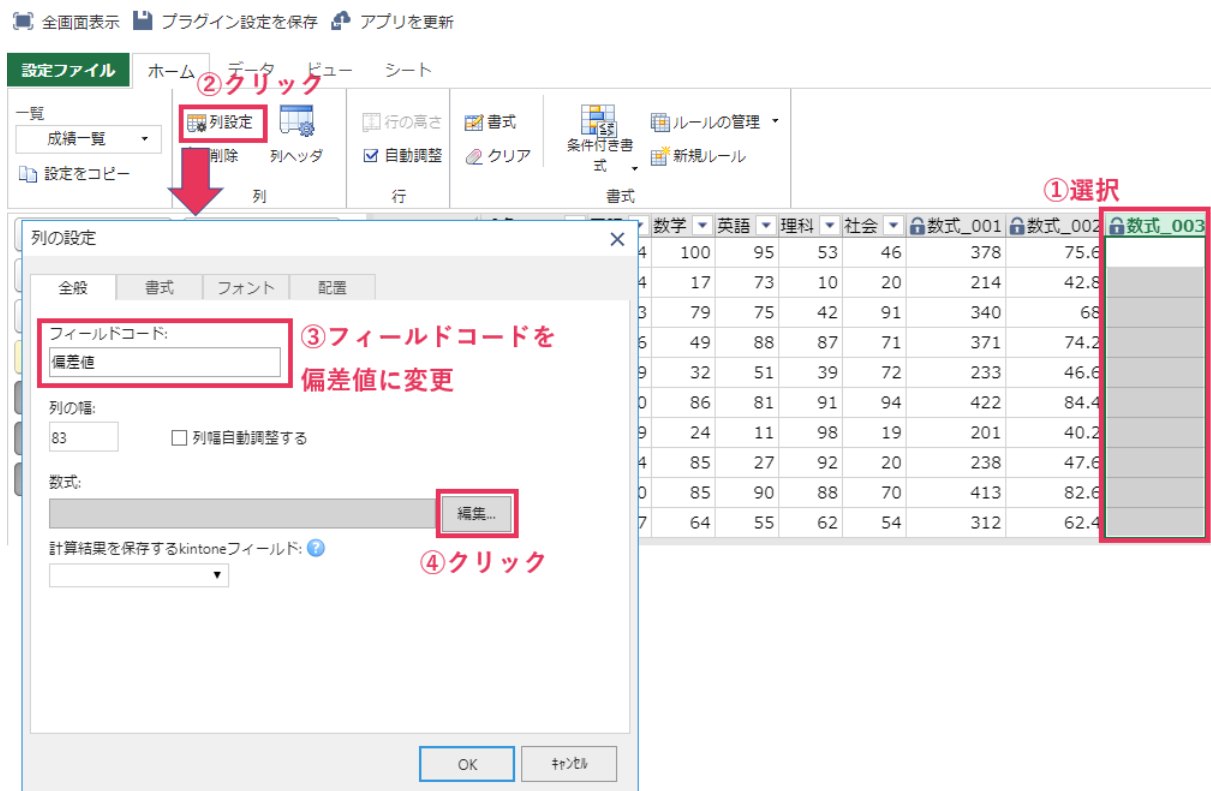 全画面表示 プラグイン設定を保存 アプリを更新
設定ファイル ホーム データ ビュー シート
②クリック
一覧
成績一覧
設定をコピー
列設定
削除
列ヘッダ
列
行の高さ
自動調整
行
書式
クリア
条件付き書
式
ルールの管理
新規ルール
書式
①選択
数学 英語 理科 社会 数式_001 数式_002 数式_003
4 100 95 53 46 378 75.6
4 17 73 10 20 214 42.8
3 79 75 42 91 340 68
6 49 88 87 71 371 74.2
9 32 51 39 72 233 46.6
0 86 81 91 94 422 84.4
9 24 11 98 19 201 40.2
4 85 27 92 20 238 47.6
0 85 90 88 70 413 82.6
7 64 55 62 54 312 62.4
列の設定
全般 書式 フォント 配置
フィールドコード:
偏差値
③フィールドコードを
偏差値に変更
列の幅:
83 列幅自動調整する
数式:
編集...
計算結果を保存するkintoneフィールド:
④クリック
OK ｷｬﾝｾﾙ